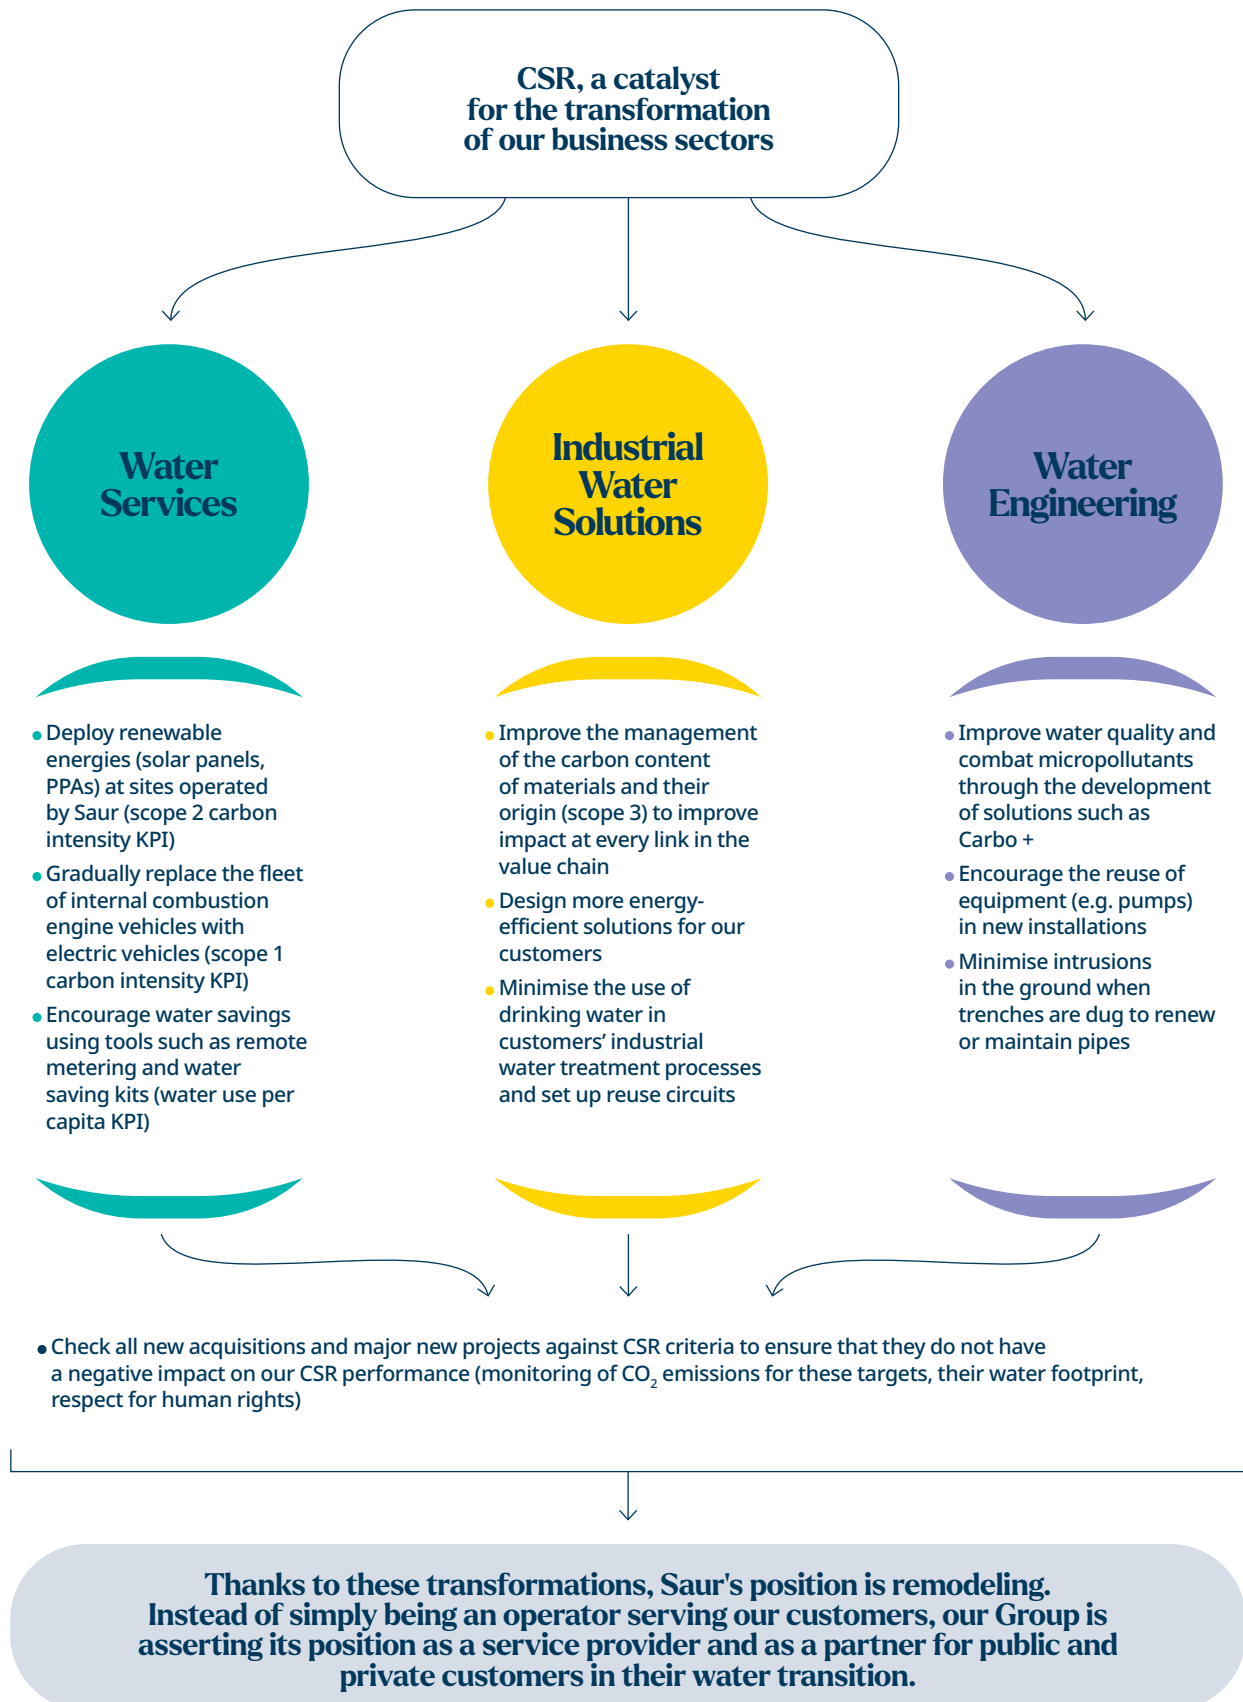 CSR, a catalyst
for the transformation
of our business sectors
Water
Services
Industrial
Water
Solutions
Water
Engineering
• Deploy renewable
energies (solar panels,
PPAs) at sites operated
by Saur (scope 2 carbon
intensity KPI)
• Gradually replace the fleet
of internal combustion
engine vehicles with
electric vehicles (scope 1
carbon intensity KPI)
• Encourage water savings
using tools such as remote
metering and water
saving kits (water use per
capita KPI)
• Improve the management
of the carbon content
of materials and their
origin (scope 3) to improve
impact at every link in the
value chain
• Design more energy-
efficient solutions for our
customers
• Minimise the use of
drinking water in
customers’ industrial
water treatment processes
and set up reuse circuits
• Improve water quality and
combat micropollutants
through the development
of solutions such as
Carbo +
• Encourage the reuse of
equipment (e.g. pumps)
in new installations
• Minimise intrusions
in the ground when
trenches are dug to renew
or maintain pipes
• Check all new acquisitions and major new projects against CSR criteria to ensure that they do not have
a negative impact on our CSR performance (monitoring of CO₂ emissions for these targets, their water footprint,
respect for human rights)
Thanks to these transformations, Saur's position is remodeling.
Instead of simply being an operator serving our customers, our Group is
asserting its position as a service provider and as a partner for public and
private customers in their water transition.